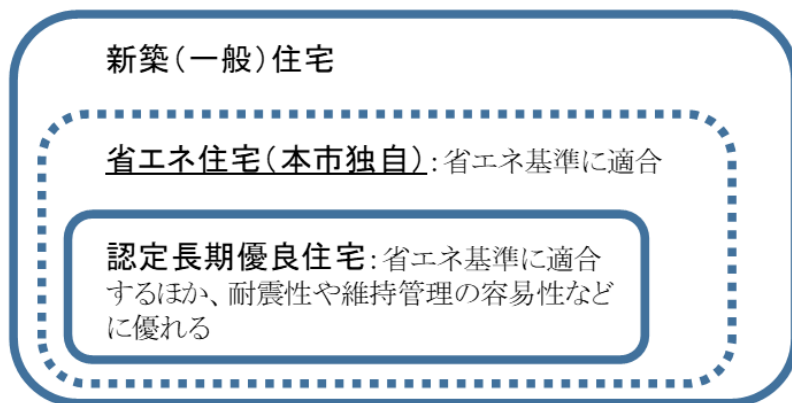 新築（一般）住宅
省エネ住宅（本市独自）：省エネ基準に適合
認定長期優良住宅：省エネ基準に適合
するほか、耐震性や維持管理の容易性など
に優れる